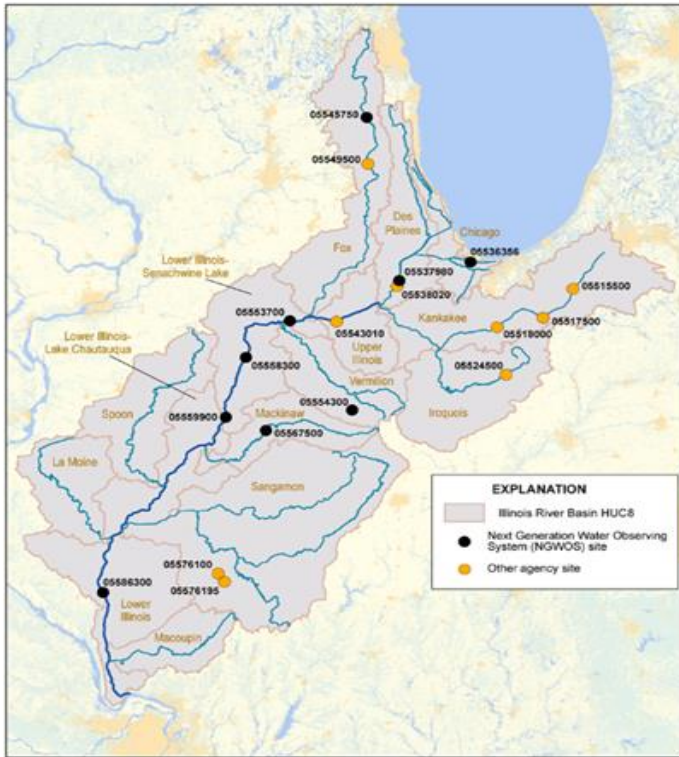 05545750
05549500
Des
Plaines
Chicago
Fox
05536356
Lower Illinois-
Senachwine Lake
05537980
05538020
05515500
05553700
Kankakee
05543010
05517500
05518000
Lower Illinois-
Lake Chautauqua
Upper
Illinois
05558300
05524500
Vermilion
05554300
Iroquois
Spoon
05559900
Mackinaw
05567500
La Moine
Sangamon
EXPLANATION
Illinois River Basin HUC8
Next Generation Water Observing
System (NGWOS) site
Other agency site
05576100
05576195
05586300
Lower
Illinois
Macoupin